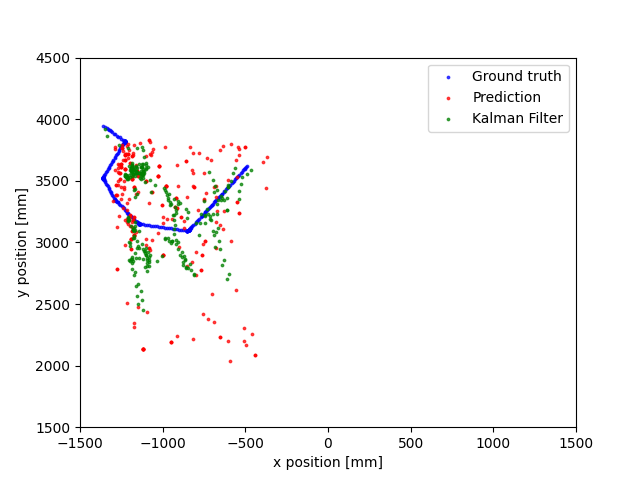 4500
4000
3500
3000
2500
2000
1500
y position [mm]
−1500
−1000
−500
0
500
1000
1500
x position [mm]
Ground truth
Prediction
Kalman Filter